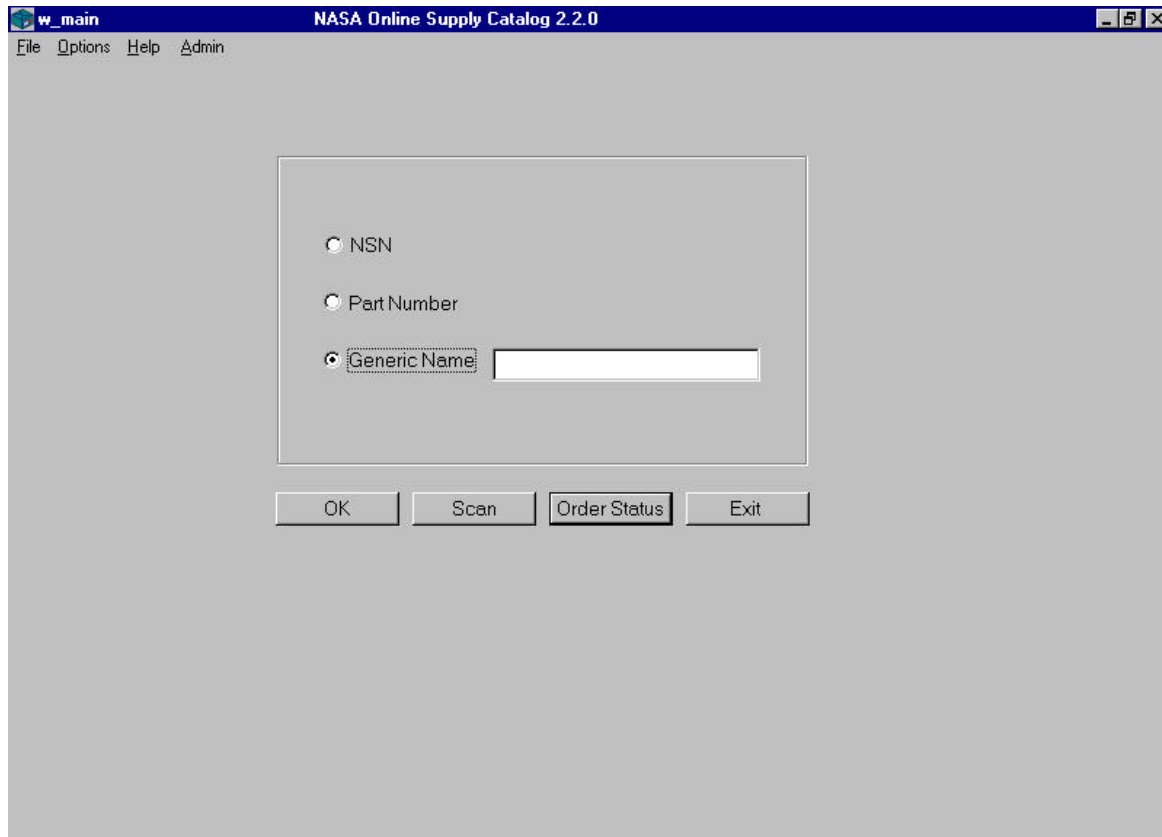 w_main NASA Online Supply Catalog 2.2.0
File Options Help Admin
NSN
Part Number
Generic Name
OK Scan Order Status Exit